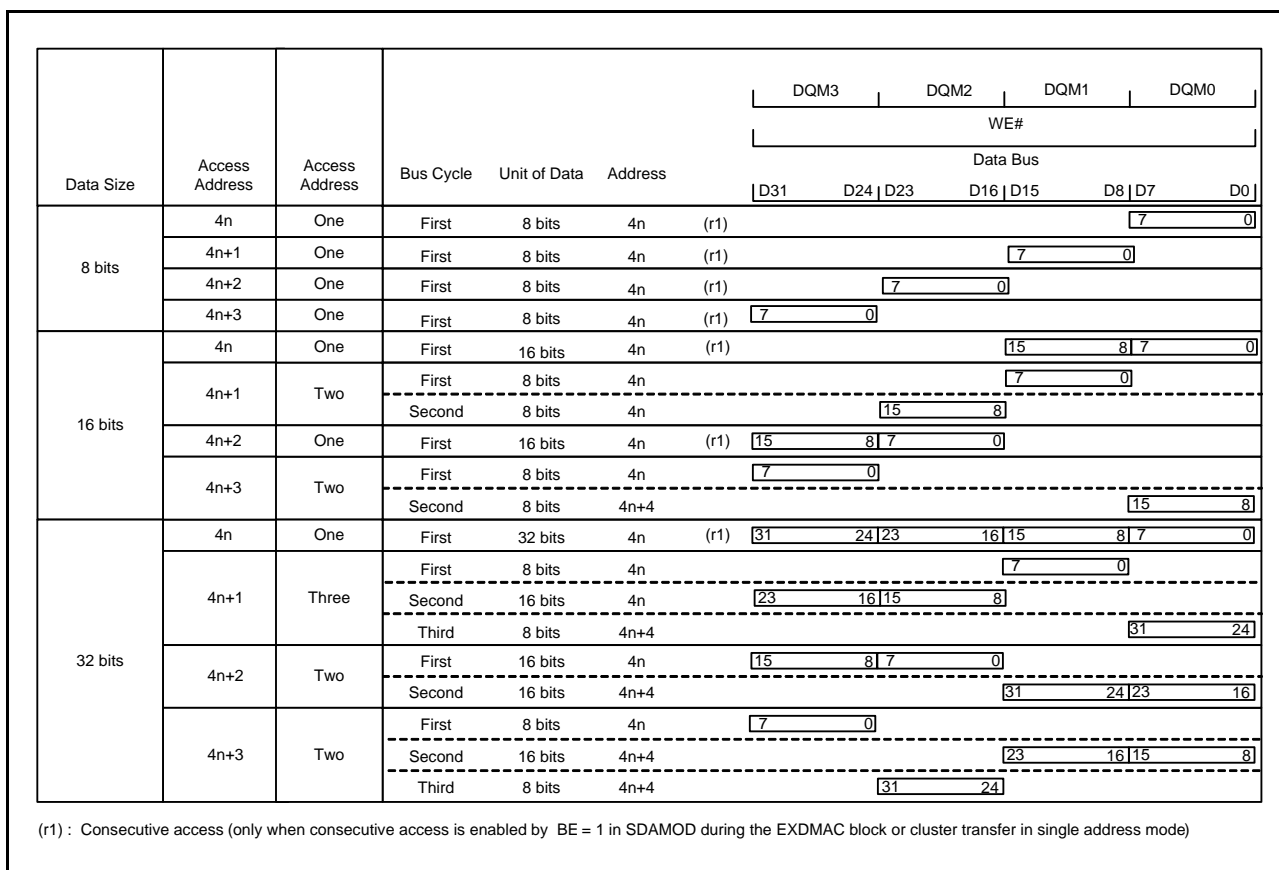 DQM3 DQM2 DQM1 DQM0
WE#
Data Bus
Data Size Access Address Access Address Bus Cycle Unit of Data Address D31 D24 D23 D16 D15 D8 D7 D0
8 bits
4n One First 8 bits 4n (r1) 7 0
4n+1 One First 8 bits 4n (r1) 7 0
4n+2 One First 8 bits 4n (r1) 7 0
4n+3 One First 8 bits 4n (r1) 7 0
16 bits
4n One First 16 bits 4n (r1) 15 8 7 0
4n+1 Two First 8 bits 4n 7 0
Second 8 bits 4n 15 8
4n+2 One First 16 bits 4n (r1) 15 8 7 0
4n+3 Two First 8 bits 4n 7 0
Second 8 bits 4n+4 15 8
32 bits
4n One First 32 bits 4n (r1) 31 24 23 16 15 8 7 0
4n+1 Three First 8 bits 4n 7 0
Second 16 bits 4n 23 16 15 8
Third 8 bits 4n+4 31 24
4n+2 Two First 16 bits 4n 15 8 7 0
Second 16 bits 4n+4 31 24 23 16
4n+3 Two First 8 bits 4n 7 0
Second 16 bits 4n+4 23 16 15 8
Third 8 bits 4n+4 31 24
(r1) : Consecutive access (only when consecutive access is enabled by BE = 1 in SDAMOD during the EXDMAC block or cluster transfer in single address mode)